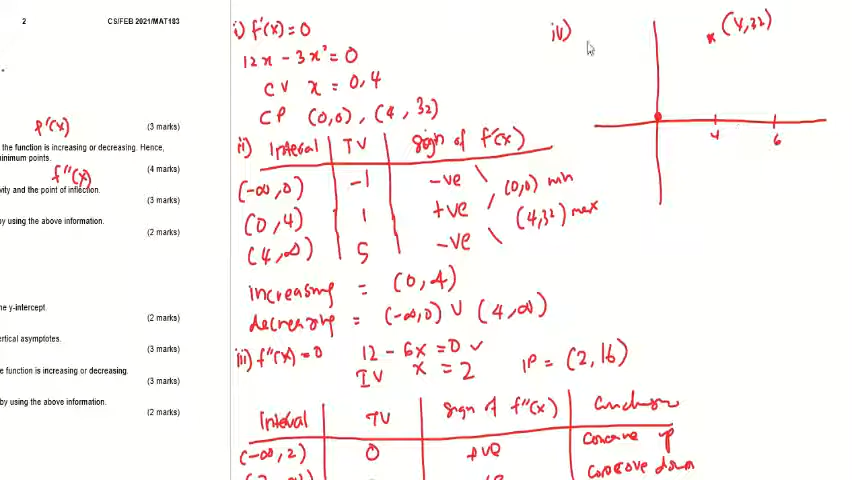 2
CS/FEB 2021/MAT183
f'(x)
(3 marks)
the function is increasing or decreasing. Hence,
minimum points.
(4 marks)
f''(x)
vity and the point of inflection.
(3 marks)
by using the above information.
(2 marks)
he y-intercept.
(2 marks)
ertical asymptotes.
(3 marks)
e function is increasing or decreasing.
(3 marks)
by using the above information.
(2 marks)
i) f'(x) = 0
12x - 3x² = 0
CV x = 0, 4
CP (0,0), (4, 32)
ii) Interval TV Sign of f'(x)
(-∞, 0) -1 -ve \ (0,0) min
(0, 4) 1 +ve / (4,32) max
(4, ∞) 5 -ve \
increasing = (0, 4)
decreasing = (-∞,0) ∪ (4, ∞)
iii) f''(x) = 0 12 - 6x = 0 ✓
IV x = 2 IP = (2, 16)
Interval TV Sign of f''(x) Conclusion
(-∞, 2) 0 +ve concave up
concave down
iv)
(4, 32)
4 6